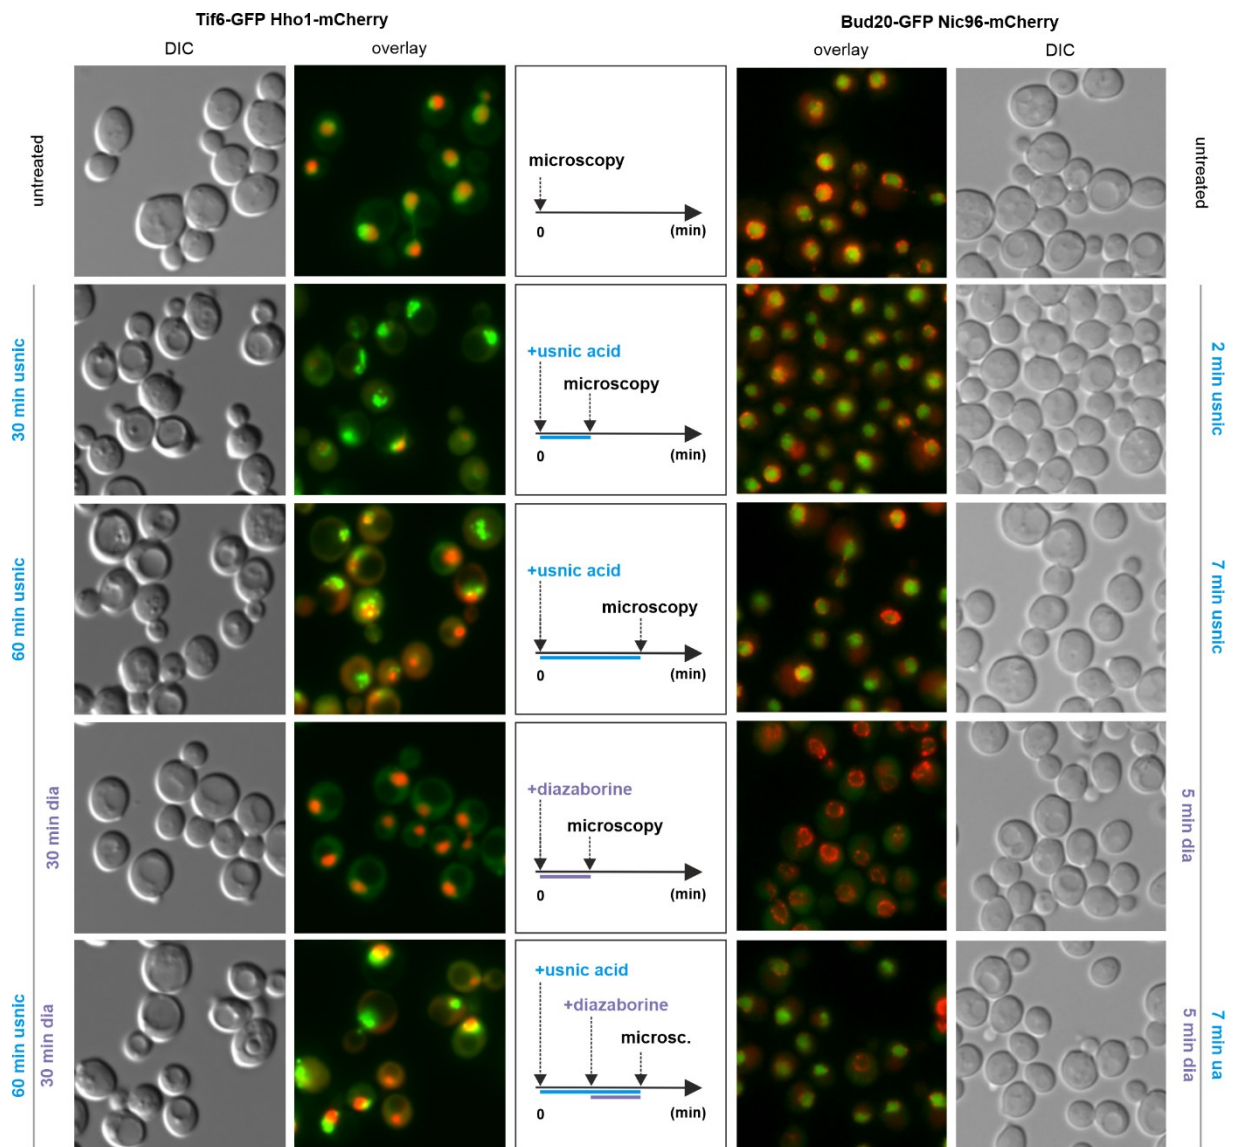 Tif6-GFP Hho1-mCherry
Bud20-GFP Nic96-mCherry
DIC
overlay
overlay
DIC
untreated
microscopy
0
(min)
untreated
30 min usnic
+usnic acid
microscopy
0
(min)
2 min usnic
60 min usnic
+usnic acid
microscopy
0
(min)
7 min usnic
30 min dia
+diazaborine
microscopy
0
(min)
5 min dia
60 min usnic
30 min dia
+usnic acid
+diazaborine
microsc.
0
(min)
5 min dia
7 min ua